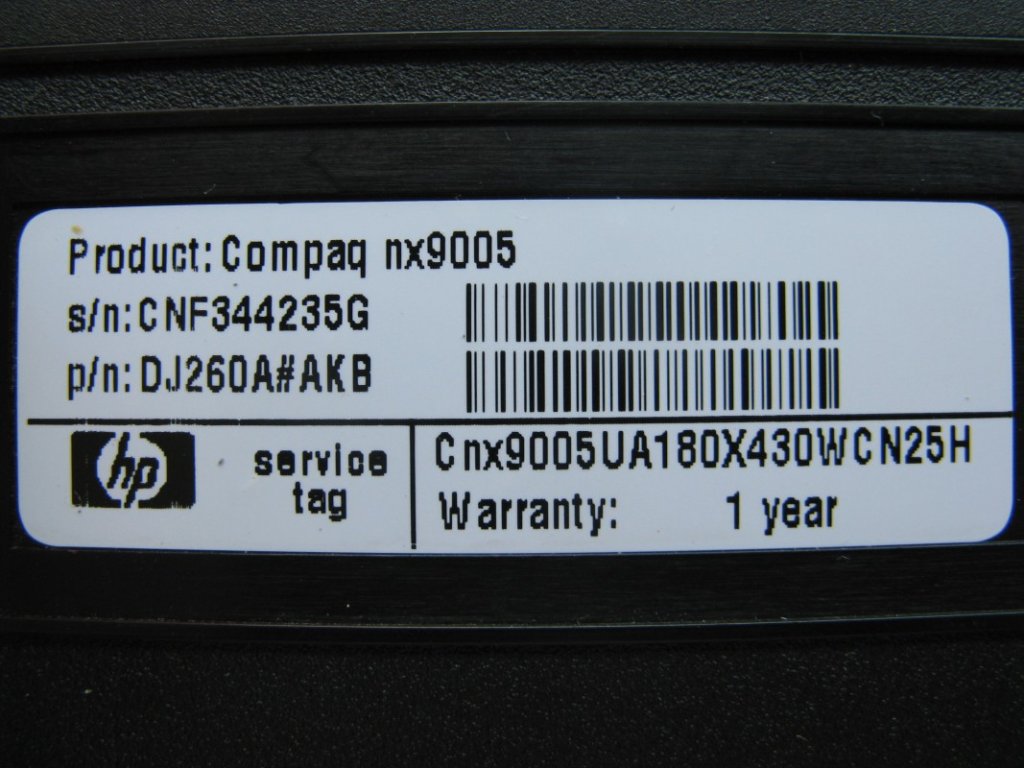 Product: Compaq nx9005
s/n: CNF344235G
p/n: DJ260A#AKB
hp
service
tag
Cnx9005UA180X430WCN25H
Warranty: 1 year